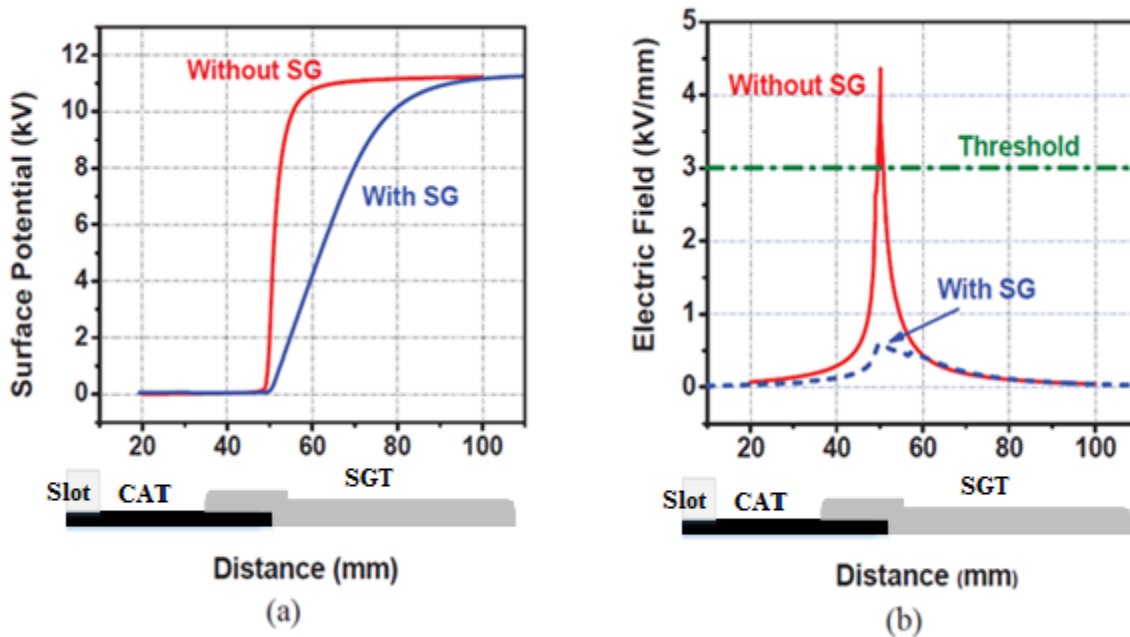 12
10
8
6
4
2
0
Surface Potential (kV)
Without SG
With SG
20 40 60 80 100
Slot CAT SGT
Distance (mm)
(a)
5
4
3
2
1
0
Electric Field (kV/mm)
Without SG
Threshold
With SG
20 40 60 80 100
Slot CAT SGT
Distance (mm)
(b)